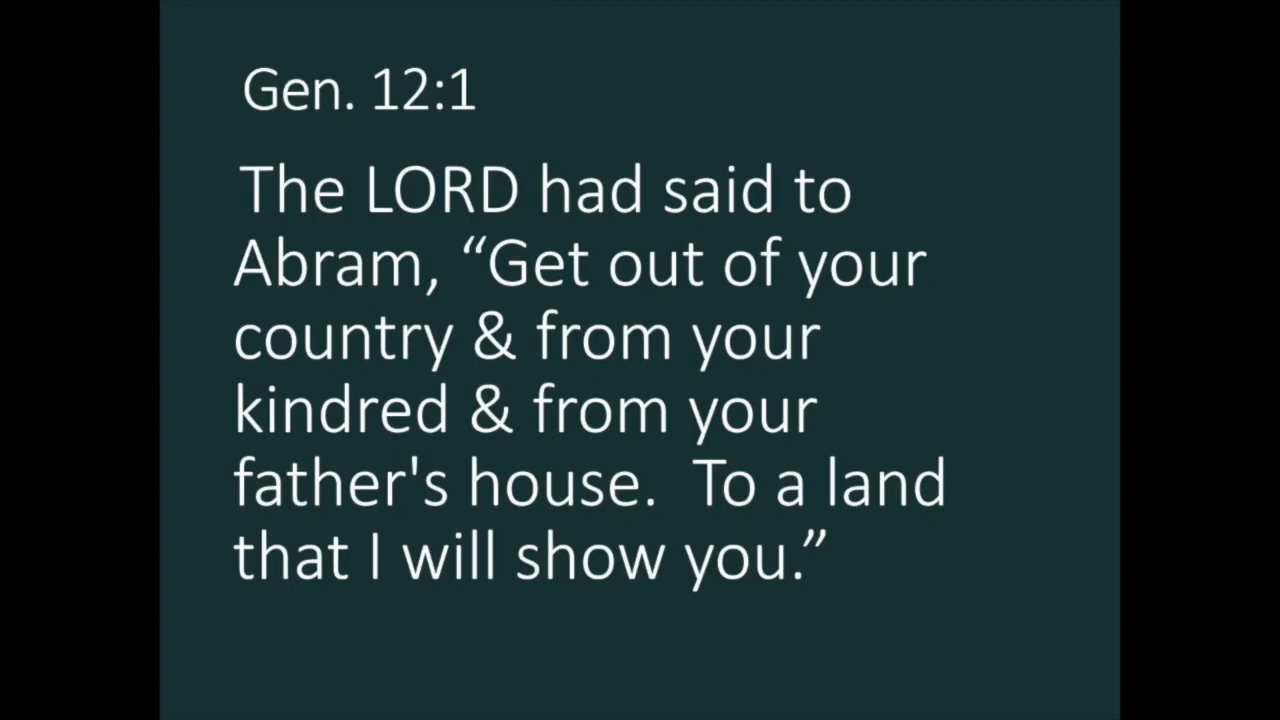 Gen. 12:1
The LORD had said to
Abram, “Get out of your
country & from your
kindred & from your
father's house.  To a land
that I will show you.”